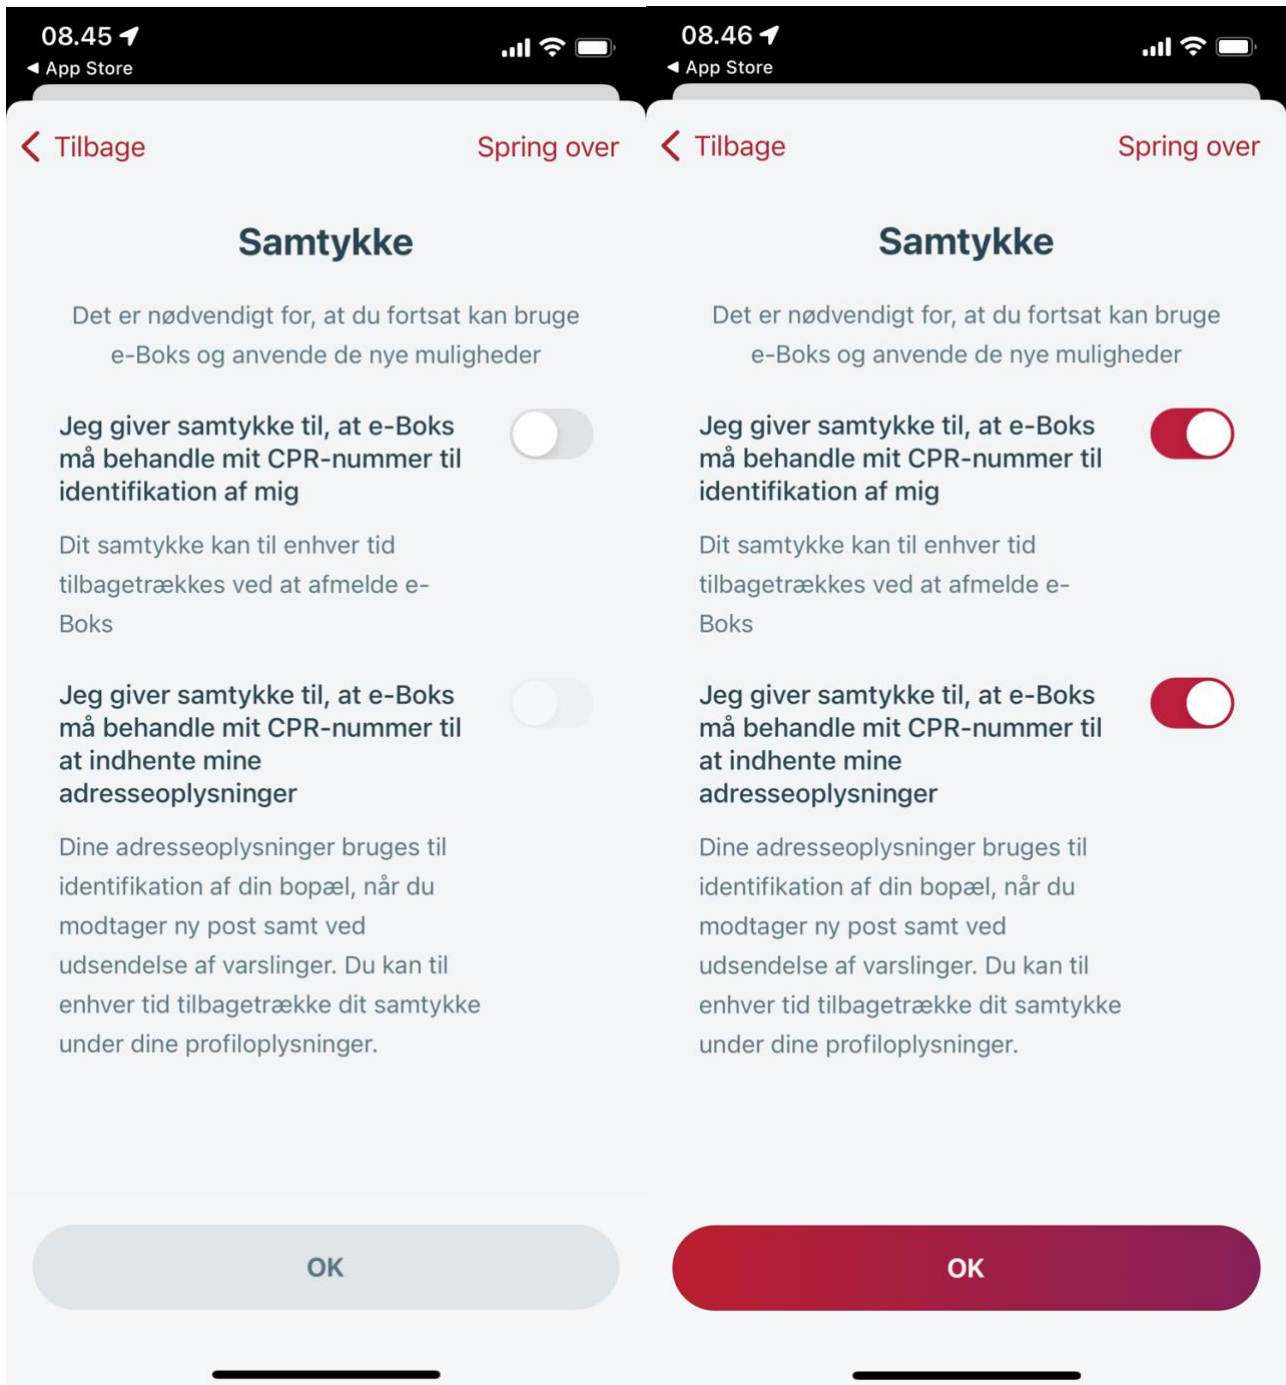 08.45
App Store
Tilbage
Spring over
Samtykke
Det er nødvendigt for, at du fortsat kan bruge
e-Boks og anvende de nye muligheder
Jeg giver samtykke til, at e-Boks
må behandle mit CPR-nummer til
identifikation af mig
Dit samtykke kan til enhver tid
tilbagetrækkes ved at afmelde e-
Boks
Jeg giver samtykke til, at e-Boks
må behandle mit CPR-nummer til
at indhente mine
adresseoplysninger
Dine adresseoplysninger bruges til
identifikation af din bopæl, når du
modtager ny post samt ved
udsendelse af varslinger. Du kan til
enhver tid tilbagetrække dit samtykke
under dine profiloplysninger.
OK
08.46
App Store
Tilbage
Spring over
Samtykke
Det er nødvendigt for, at du fortsat kan bruge
e-Boks og anvende de nye muligheder
Jeg giver samtykke til, at e-Boks
må behandle mit CPR-nummer til
identifikation af mig
Dit samtykke kan til enhver tid
tilbagetrækkes ved at afmelde e-
Boks
Jeg giver samtykke til, at e-Boks
må behandle mit CPR-nummer til
at indhente mine
adresseoplysninger
Dine adresseoplysninger bruges til
identifikation af din bopæl, når du
modtager ny post samt ved
udsendelse af varslinger. Du kan til
enhver tid tilbagetrække dit samtykke
under dine profiloplysninger.
OK